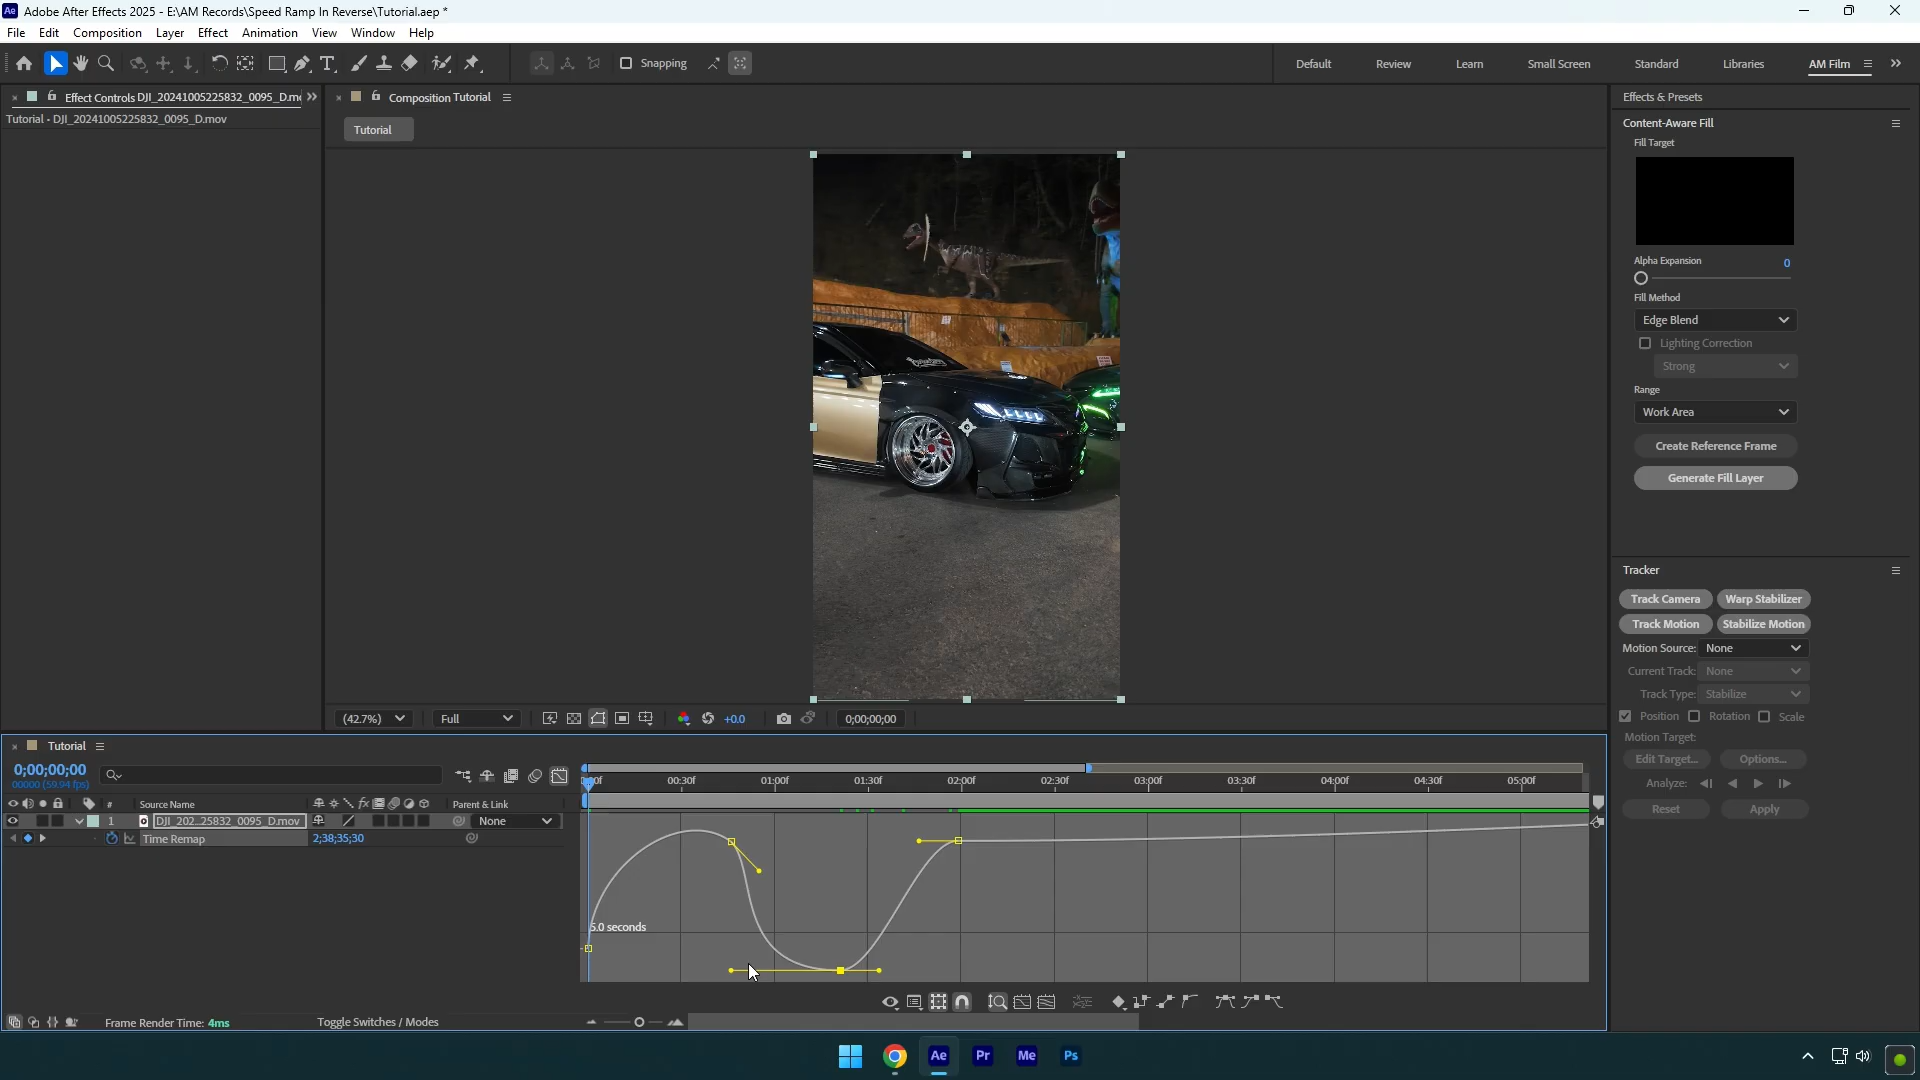 Adobe After Effects 2025 - E:\AM Records\Speed Ramp In Reverse\Tutorial.aep *
File Edit Composition Layer Effect Animation View Window Help
Snapping
Default Review Learn Small Screen Standard Libraries AM Film
Effect Controls DJI_20241005225832_0095_D.m
Tutorial • DJI_20241005225832_0095_D.mov
Composition Tutorial
Tutorial
Effects & Presets
Content-Aware Fill
Fill Target
Alpha Expansion 0
Fill Method
Edge Blend
Lighting Correction
Strong
Range
Work Area
Create Reference Frame
Generate Fill Layer
Tracker
Track Camera Warp Stabilizer
Track Motion Stabilize Motion
Motion Source: None
Current Track: None
Track Type: Stabilize
Position Rotation Scale
Motion Target:
Edit Target... Options...
Analyze:
Reset Apply
(42.7%) Full +0.0 0;00;00;00
Tutorial
0;00;00;00
00000 (59.94 fps)
# Source Name Parent & Link
1 DJI_202...25832_0095_D.mov None
Time Remap 2;38;35;30
00:30f 01:00f 01:30f 02:00f 02:30f 03:00f 03:30f 04:00f 04:30f 05:00f
5.0 seconds
Frame Render Time: 4ms Toggle Switches / Modes
Ae Pr Me Ps